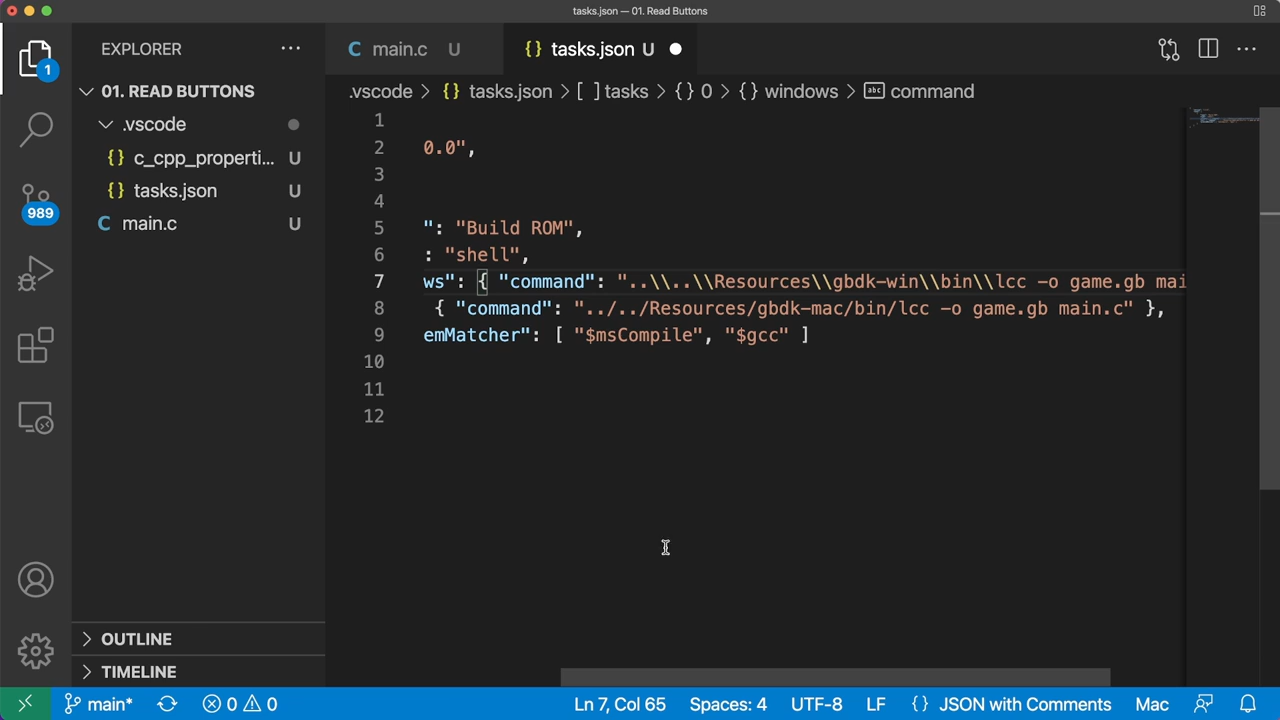 tasks.json — 01. Read Buttons
EXPLORER
main.c U
tasks.json U
01. READ BUTTONS
.vscode > {} tasks.json > [ ] tasks > {} 0 > {} windows > abc command
.vscode
{} c_cpp_properti... U
{} tasks.json U
C main.c U
1
989
1
2 0.0",
3
4
5 ": "Build ROM",
6 : "shell",
7 ws": { "command": "..\\..\\Resources\\gbdk-win\\bin\\lcc -o game.gb mai
8 { "command": "../../Resources/gbdk-mac/bin/lcc -o game.gb main.c" },
9 emMatcher": [ "$msCompile", "$gcc" ]
10
11
12
OUTLINE
TIMELINE
main* 0 0 Ln 7, Col 65 Spaces: 4 UTF-8 LF {} JSON with Comments Mac